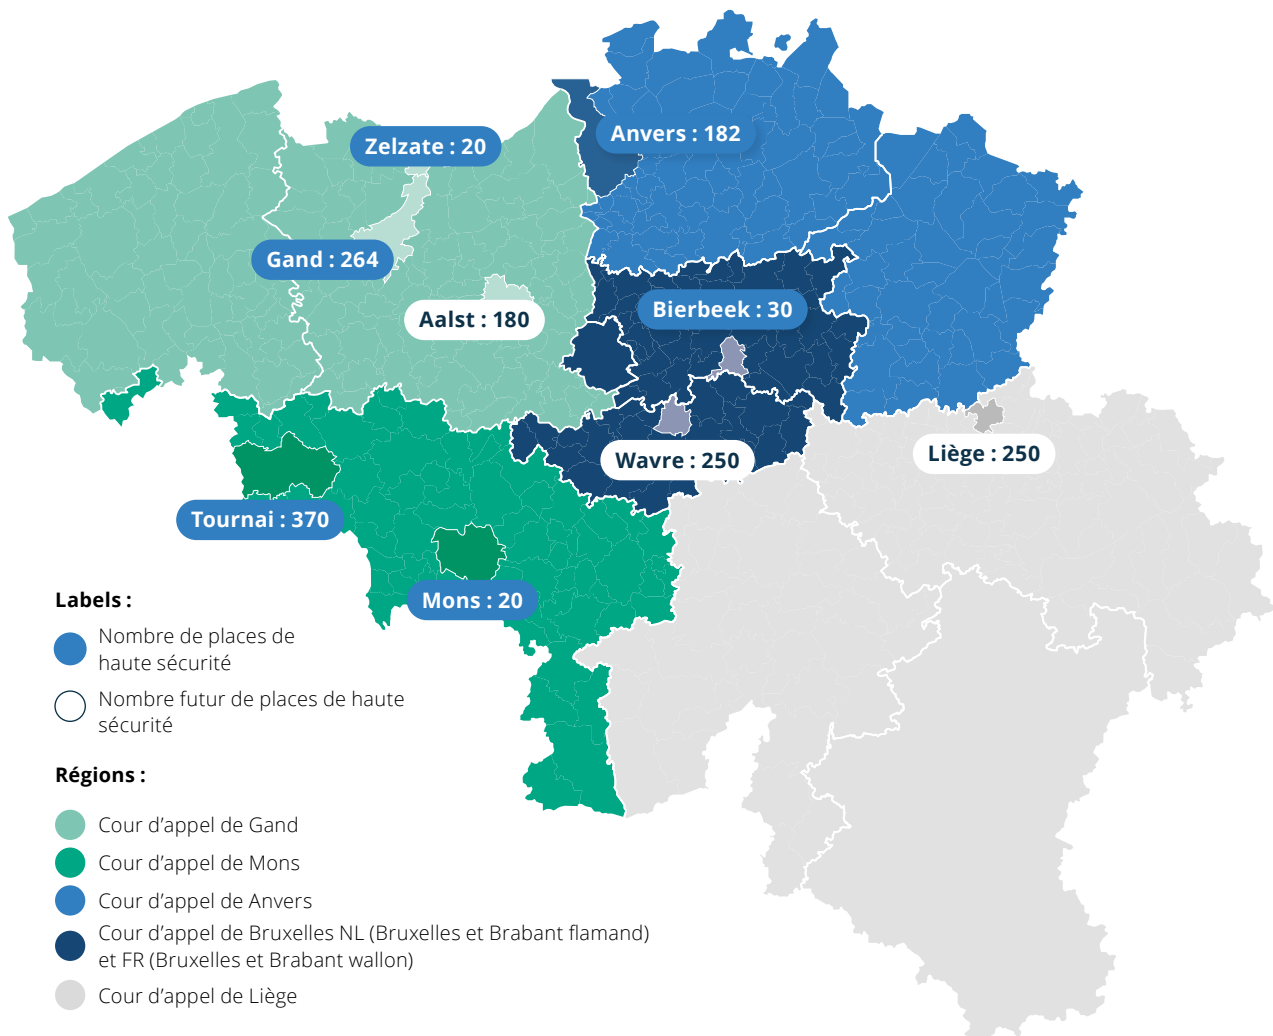 Zelzate : 20
Anvers : 182
Gand : 264
Aalst : 180
Bierbeek : 30
Wavre : 250
Liège : 250
Tournai : 370
Mons : 20
Labels :
Nombre de places de
haute sécurité
Nombre futur de places de haute
sécurité
Régions :
Cour d’appel de Gand
Cour d’appel de Mons
Cour d’appel de Anvers
Cour d’appel de Bruxelles NL (Bruxelles et Brabant flamand)
et FR (Bruxelles et Brabant wallon)
Cour d’appel de Liège